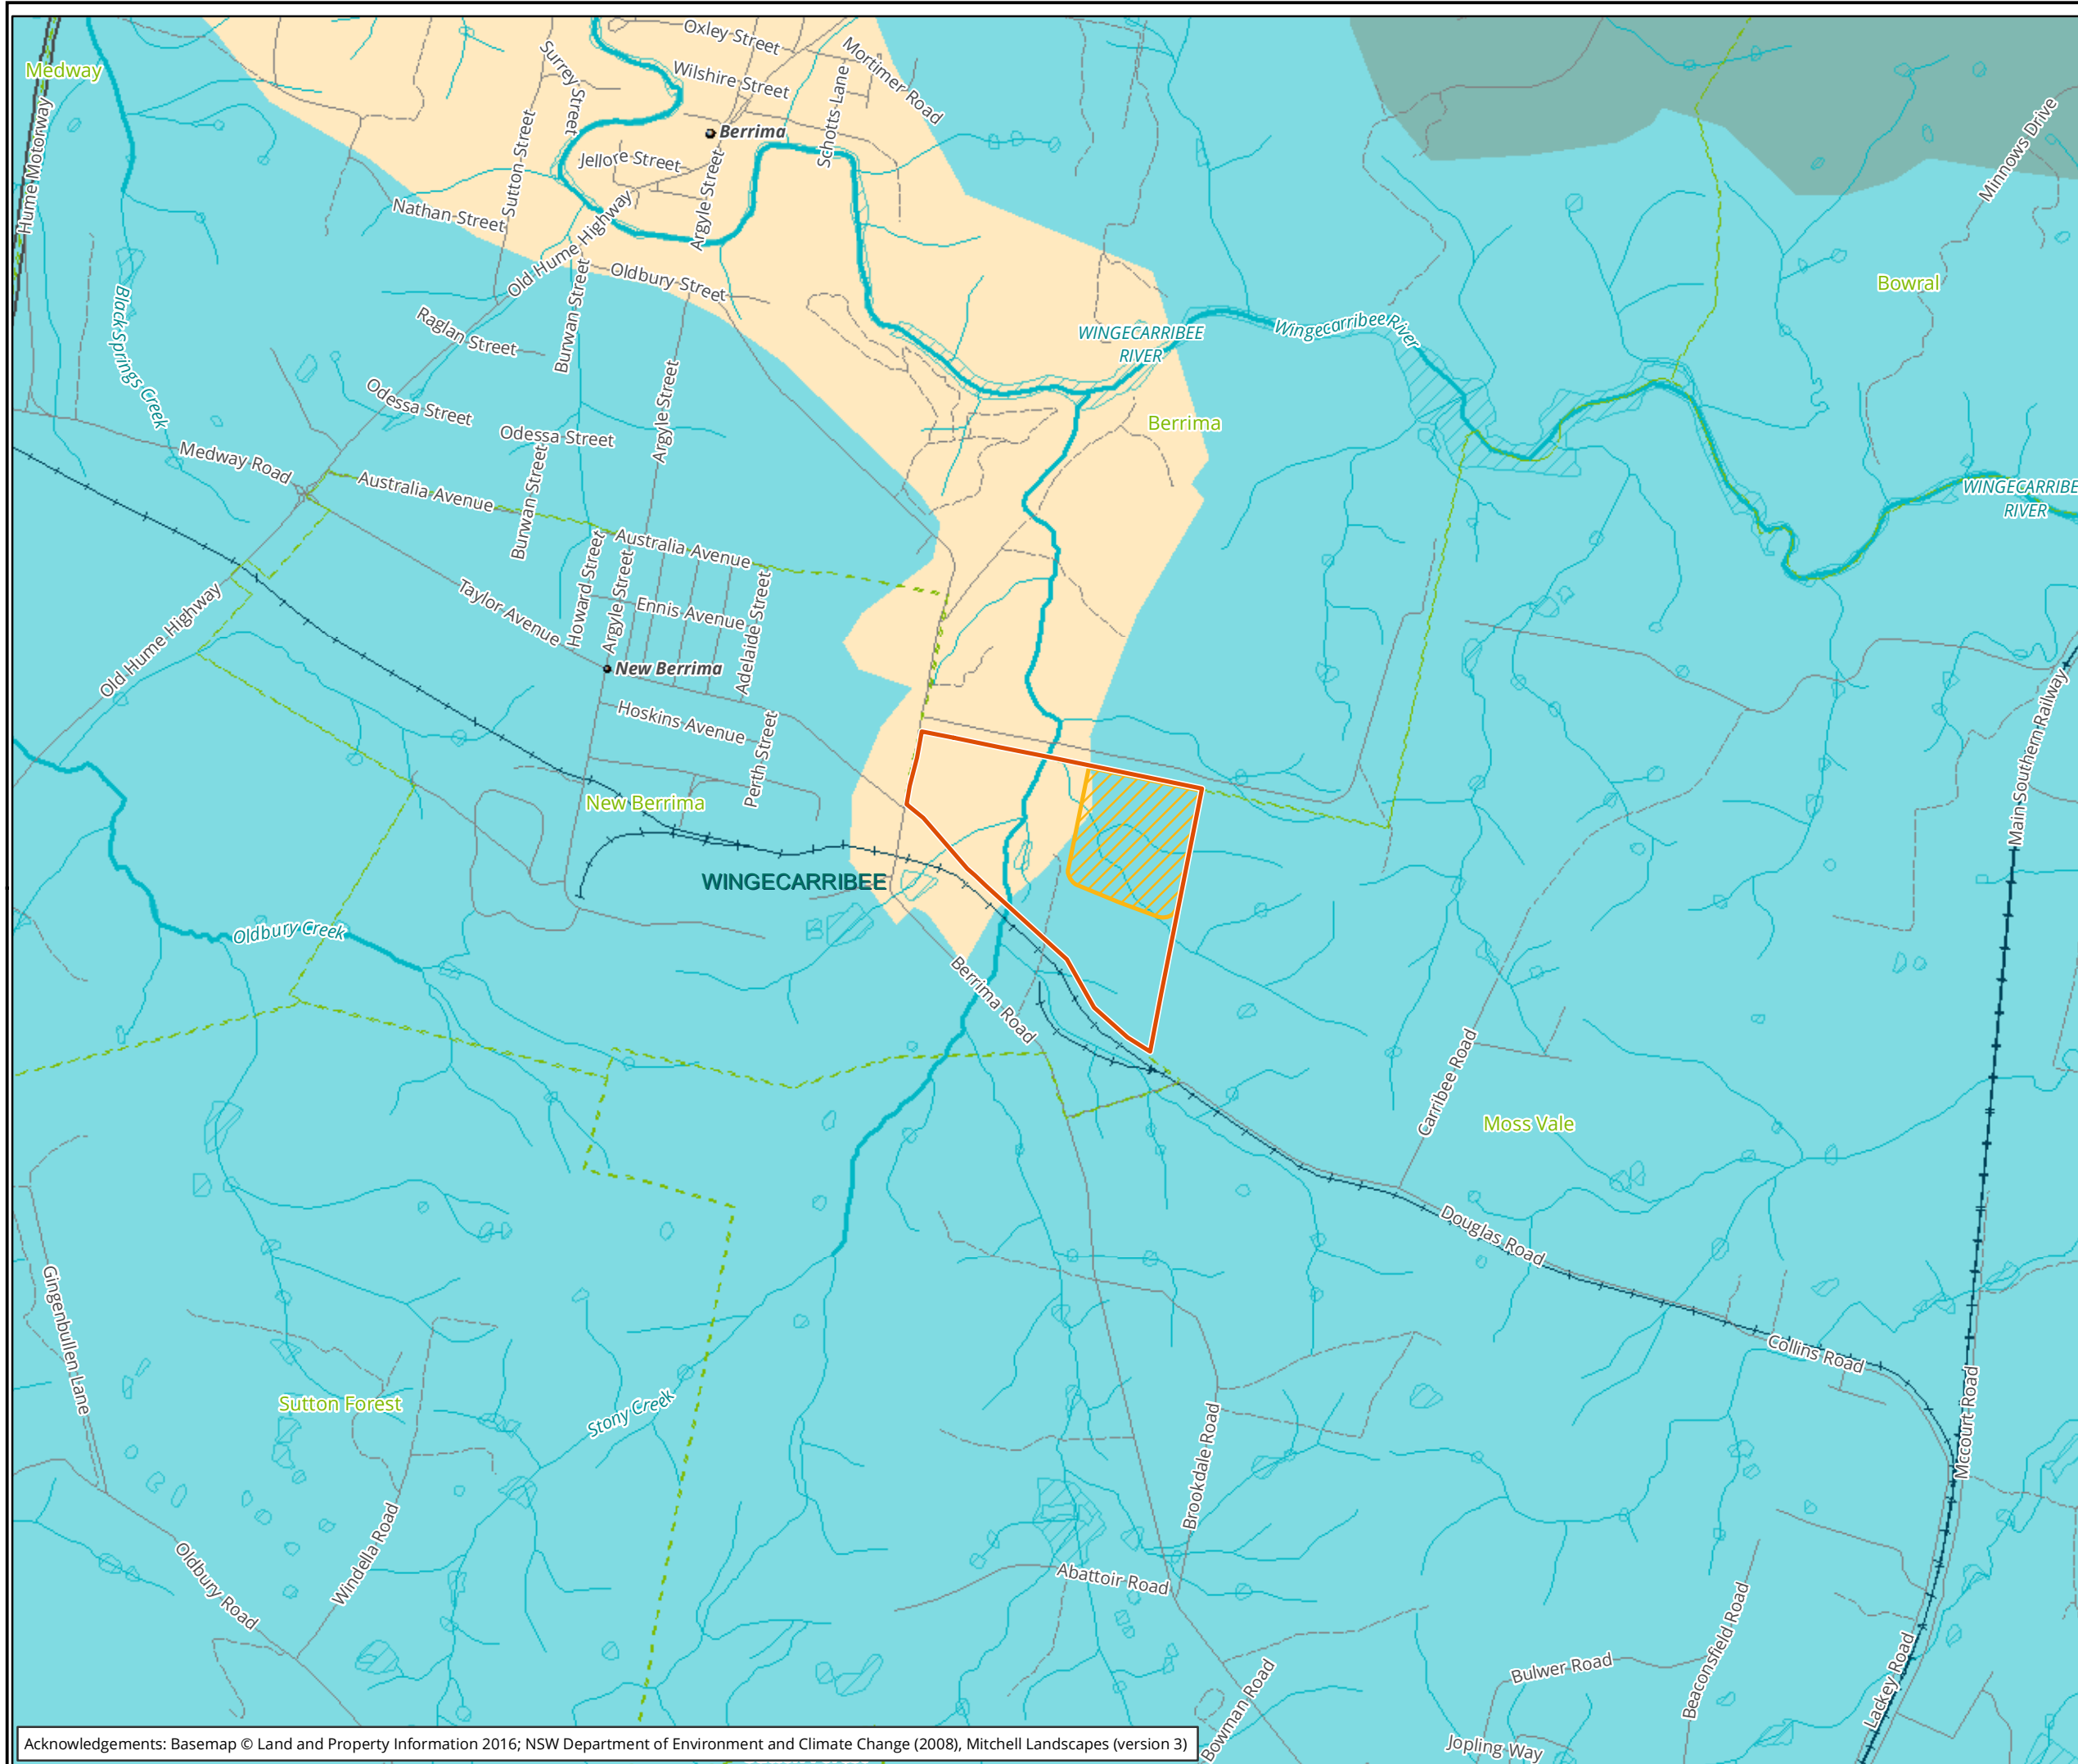 Oxley Street
Mortimer Road
Surrey Street
Medway
Wilshire Street
Schotts Lane
Hume Motorway
Berrima
Minnows Drive
Sutton Street
Jellore Street
Argyle Street
Nathan Street
Old Hume Highway
Oldbury Street
Bowral
Black Springs Creek
Burwan Street
Raglan Street
WINGECARRIBEE
RIVER
Wingecarribee River
Argyle Street
Odessa Street
Berrima
Odessa Street
Medway Road
Australia Avenue
Burwan Street
WINGECARRIBE
RIVER
Australia Avenue
Howard Street
Argyle Street
Taylor Avenue
Ennis Avenue
Adelaide Street
Old Hume Highway
New Berrima
Hoskins Avenue
Perth Street
Main Southern Railway
New Berrima
WINGECARRIBEE
Oldbury Creek
Berrima Road
Carribee Road
Moss Vale
Douglas Road
Gingenbullen Lane
Collins Road
Mccourt Road
Sutton Forest
Stony Creek
Brookdale Road
Windella Road
Oldbury Road
Abattoir Road
Beaconsfield Road
Bulwer Road
Lackey Road
Bowman Road
Jopling Way
Acknowledgements: Basemap © Land and Property Information 2016; NSW Department of Environment and Climate Change (2008), Mitchell Landscapes (version 3)